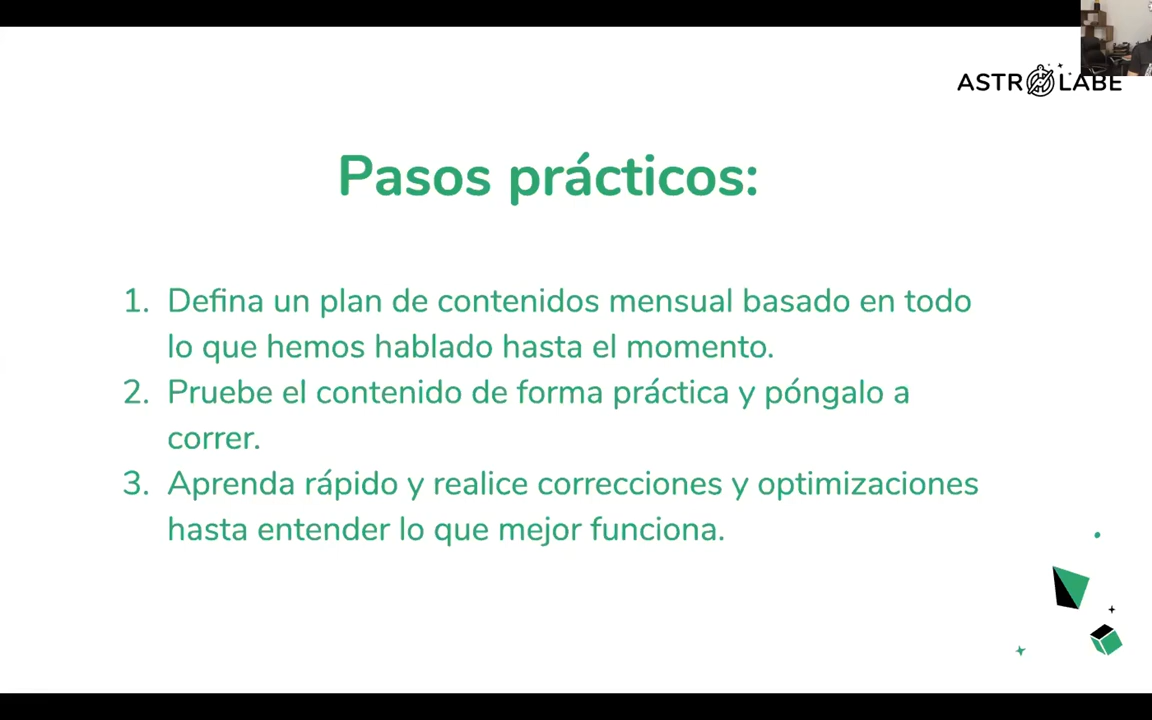 ASTROLABE
Pasos prácticos:
1. Defina un plan de contenidos mensual basado en todo
lo que hemos hablado hasta el momento.
2. Pruebe el contenido de forma práctica y póngalo a
correr.
3. Aprenda rápido y realice correcciones y optimizaciones
hasta entender lo que mejor funciona.